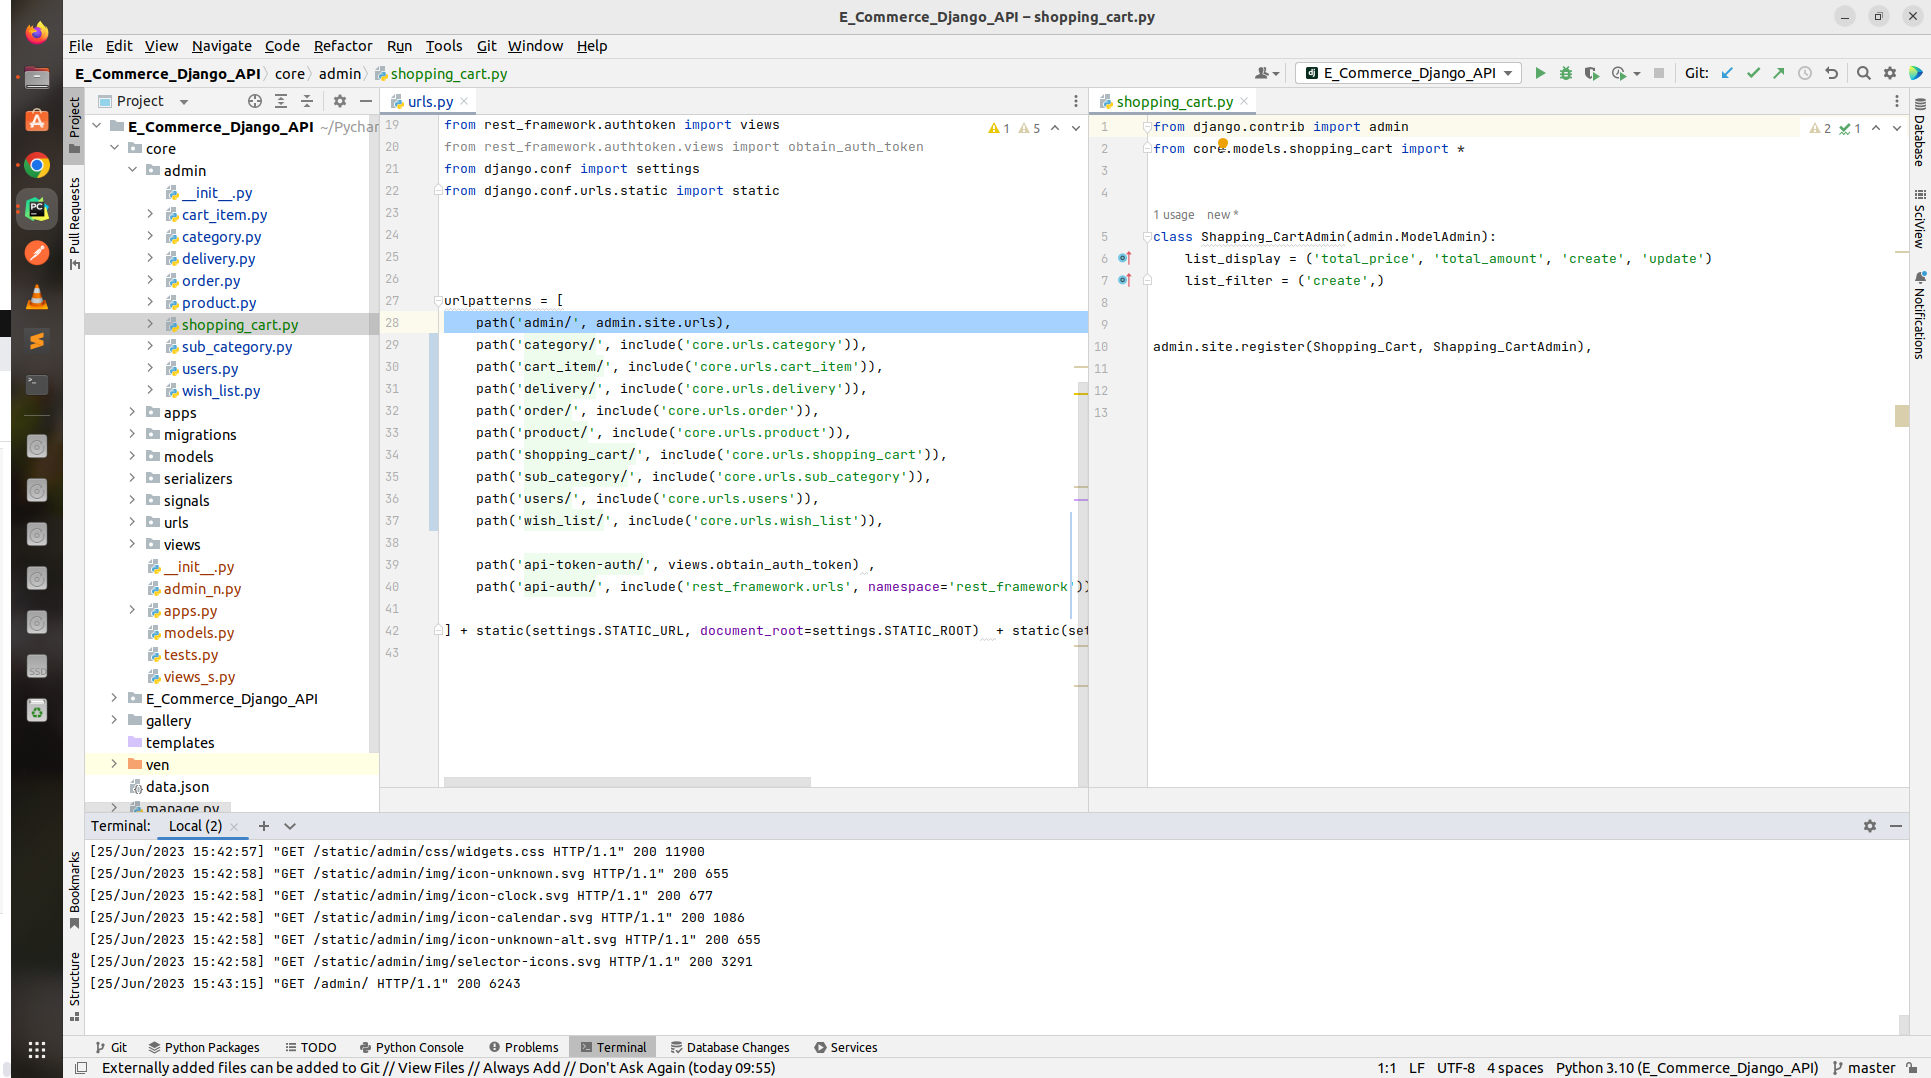 E_Commerce_Django_API – shopping_cart.py
File Edit View Navigate Code Refactor Run Tools Git Window Help
E_Commerce_Django_API core admin shopping_cart.py
E_Commerce_Django_API Git:
Project
Pull Requests
Bookmarks
Structure
Project
E_Commerce_Django_API ~/Pychar
core
admin
__init__.py
cart_item.py
category.py
delivery.py
order.py
product.py
shopping_cart.py
sub_category.py
users.py
wish_list.py
apps
migrations
models
serializers
signals
urls
views
__init__.py
admin_n.py
apps.py
models.py
tests.py
views_s.py
E_Commerce_Django_API
gallery
templates
ven
data.json
manage.py
urls.py
1 5
19 from rest_framework.authtoken import views
20 from rest_framework.authtoken.views import obtain_auth_token
21 from django.conf import settings
22 from django.conf.urls.static import static
23
24
25
26
27 urlpatterns = [
28 path('admin/', admin.site.urls),
29 path('category/', include('core.urls.category')),
30 path('cart_item/', include('core.urls.cart_item')),
31 path('delivery/', include('core.urls.delivery')),
32 path('order/', include('core.urls.order')),
33 path('product/', include('core.urls.product')),
34 path('shopping_cart/', include('core.urls.shopping_cart')),
35 path('sub_category/', include('core.urls.sub_category')),
36 path('users/', include('core.urls.users')),
37 path('wish_list/', include('core.urls.wish_list')),
38
39 path('api-token-auth/', views.obtain_auth_token) ,
40 path('api-auth/', include('rest_framework.urls', namespace='rest_framework'))
41
42 ] + static(settings.STATIC_URL, document_root=settings.STATIC_ROOT)  + static(set
43
shopping_cart.py
2 1
1 from django.contrib import admin
2 from core.models.shopping_cart import *
3
4
1 usage new *
5 class Shapping_CartAdmin(admin.ModelAdmin):
6 list_display = ('total_price', 'total_amount', 'create', 'update')
7 list_filter = ('create',)
8
9
10 admin.site.register(Shopping_Cart, Shapping_CartAdmin),
11
12
13
Database
SciView
Notifications
Terminal: Local (2)
[25/Jun/2023 15:42:57] "GET /static/admin/css/widgets.css HTTP/1.1" 200 11900
[25/Jun/2023 15:42:58] "GET /static/admin/img/icon-unknown.svg HTTP/1.1" 200 655
[25/Jun/2023 15:42:58] "GET /static/admin/img/icon-clock.svg HTTP/1.1" 200 677
[25/Jun/2023 15:42:58] "GET /static/admin/img/icon-calendar.svg HTTP/1.1" 200 1086
[25/Jun/2023 15:42:58] "GET /static/admin/img/icon-unknown-alt.svg HTTP/1.1" 200 655
[25/Jun/2023 15:42:58] "GET /static/admin/img/selector-icons.svg HTTP/1.1" 200 3291
[25/Jun/2023 15:43:15] "GET /admin/ HTTP/1.1" 200 6243
Git Python Packages TODO Python Console Problems Terminal Database Changes Services
Externally added files can be added to Git // View Files // Always Add // Don't Ask Again (today 09:55) 1:1 LF UTF-8 4 spaces Python 3.10 (E_Commerce_Django_API) master